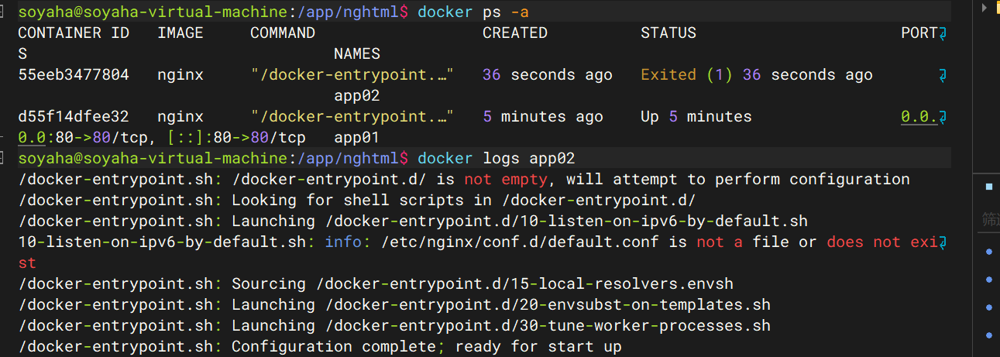 soyaha@soyaha-virtual-machine:/app/nghtml$ docker ps -a
CONTAINER ID   IMAGE     COMMAND                  CREATED          STATUS                      PORT
S                                 NAMES
55eeb3477804   nginx     "/docker-entrypoint.…"   36 seconds ago   Exited (1) 36 seconds ago
                                  app02
d55f14dfee32   nginx     "/docker-entrypoint.…"   5 minutes ago    Up 5 minutes                0.0.
0.0:80->80/tcp, [::]:80->80/tcp   app01
soyaha@soyaha-virtual-machine:/app/nghtml$ docker logs app02
/docker-entrypoint.sh: /docker-entrypoint.d/ is not empty, will attempt to perform configuration
/docker-entrypoint.sh: Looking for shell scripts in /docker-entrypoint.d/
/docker-entrypoint.sh: Launching /docker-entrypoint.d/10-listen-on-ipv6-by-default.sh
10-listen-on-ipv6-by-default.sh: info: /etc/nginx/conf.d/default.conf is not a file or does not exi
st
/docker-entrypoint.sh: Sourcing /docker-entrypoint.d/15-local-resolvers.envsh
/docker-entrypoint.sh: Launching /docker-entrypoint.d/20-envsubst-on-templates.sh
/docker-entrypoint.sh: Launching /docker-entrypoint.d/30-tune-worker-processes.sh
/docker-entrypoint.sh: Configuration complete; ready for start up